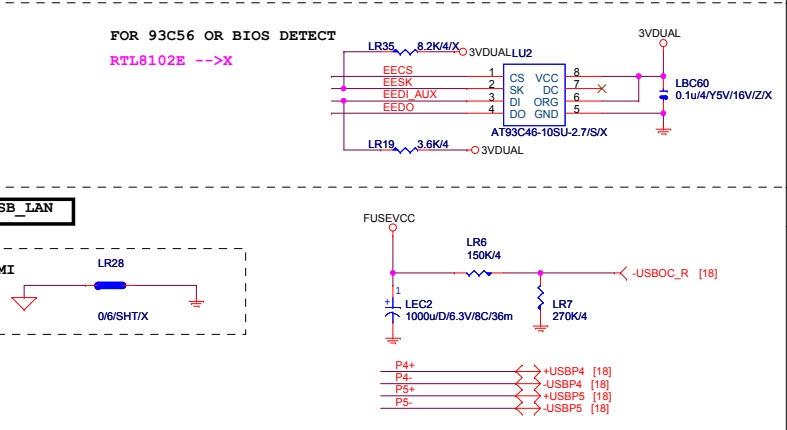 FOR 93C56 OR BIOS DETECT
RTL8102E -->X
LR35 8.2K/4/X 3VDUAL LU2
3VDUAL
EECS 1 CS VCC 8
EESK 2 SK DC 7
EEDI_AUX 3 DI ORG 6
EEDO 4 DO GND 5
LBC60
0.1u/4/Y5V/16V/Z/X
AT93C46-10SU-2.7/S/X
LR19 3.6K/4
3VDUAL
SB_LAN
MI
LR28
0/6/SHT/X
FUSEVCC
LR6
150K/4
-USBOC_R [18]
1
+
LEC2
1000u/D/6.3V/8C/36m
LR7
270K/4
P4+ +USBP4 [18]
P4- -USBP4 [18]
P5+ +USBP5 [18]
P5- -USBP5 [18]